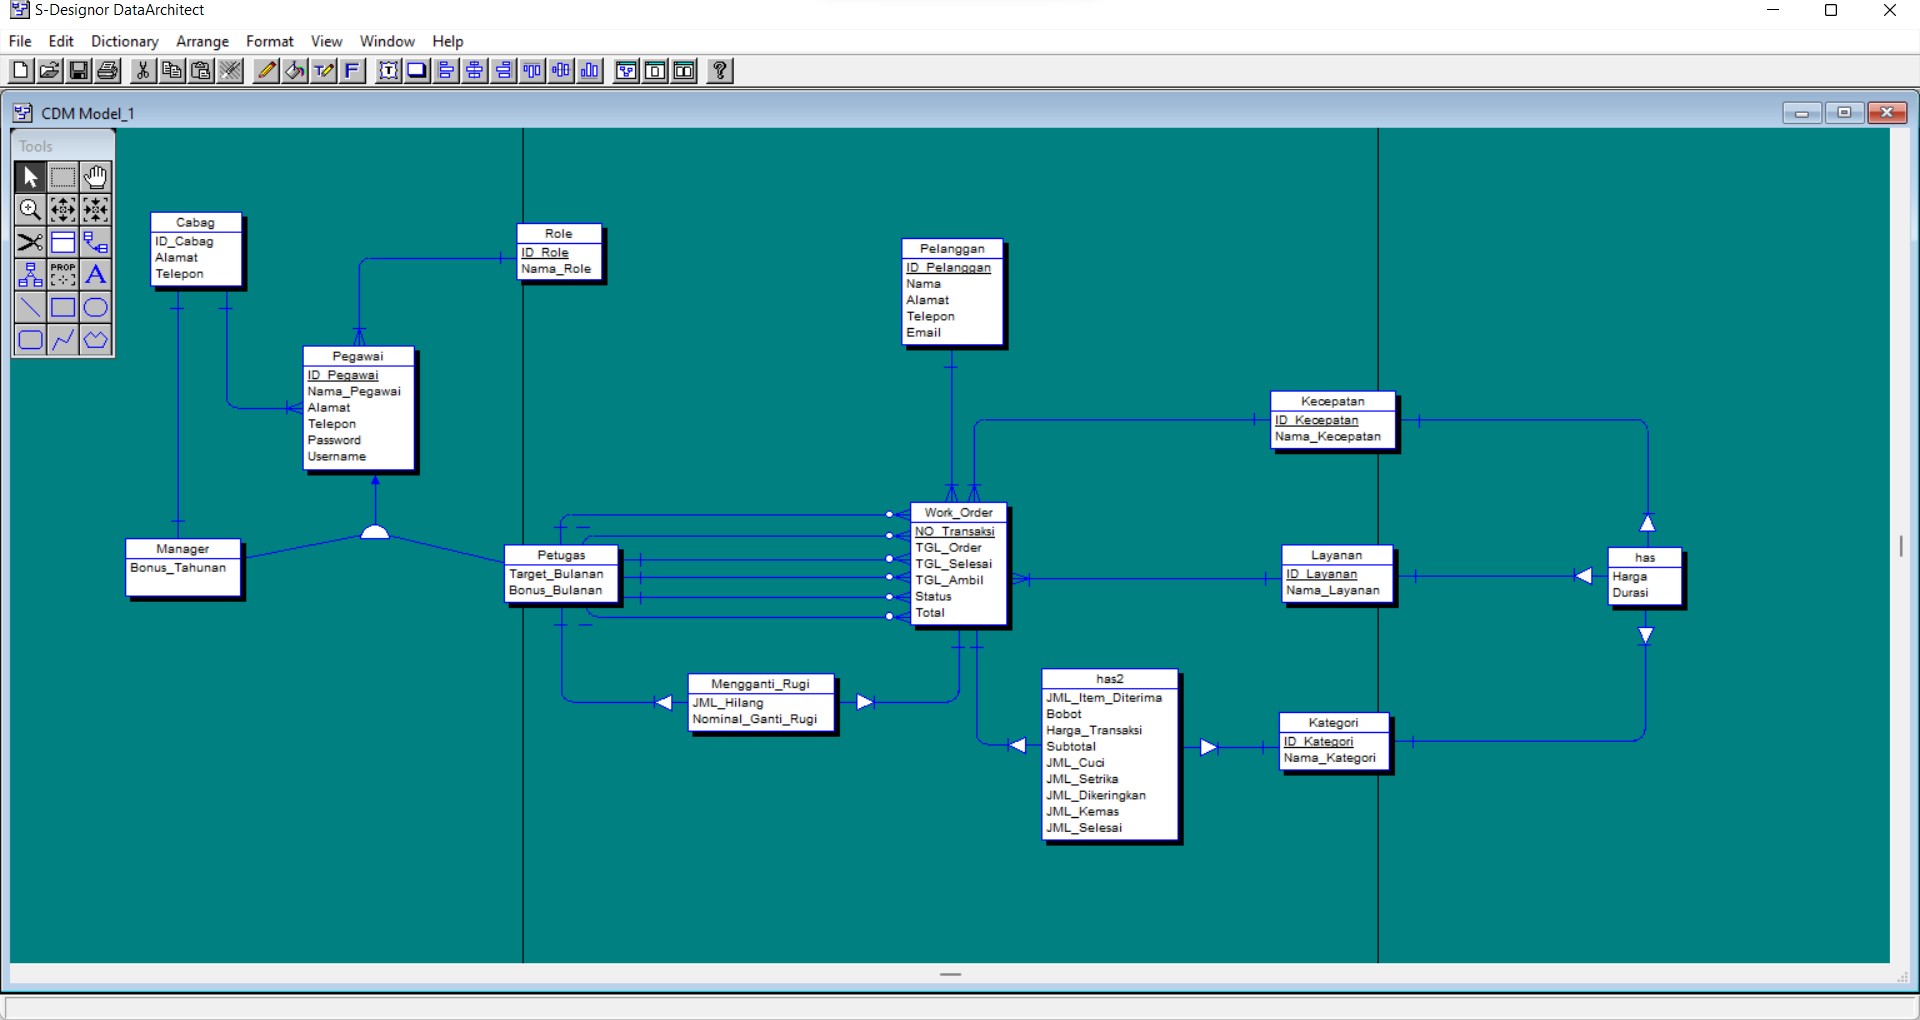 S-Designor DataArchitect
File Edit Dictionary Arrange Format View Window Help
CDM Model_1
Tools
PROP
A
Cabag
ID_Cabag
Alamat
Telepon
Role
ID_Role
Nama_Role
Pelanggan
ID_Pelanggan
Nama
Alamat
Telepon
Email
Pegawai
ID_Pegawai
Nama_Pegawai
Alamat
Telepon
Password
Username
Kecepatan
ID_Kecepatan
Nama_Kecepatan
Manager
Bonus_Tahunan
Petugas
Target_Bulanan
Bonus_Bulanan
Work_Order
NO_Transaksi
TGL_Order
TGL_Selesai
TGL_Ambil
Status
Total
Layanan
ID_Layanan
Nama_Layanan
has
Harga
Durasi
Mengganti_Rugi
JML_Hilang
Nominal_Ganti_Rugi
has2
JML_Item_Diterima
Bobot
Harga_Transaksi
Subtotal
JML_Cuci
JML_Setrika
JML_Dikeringkan
JML_Kemas
JML_Selesai
Kategori
ID_Kategori
Nama_Kategori